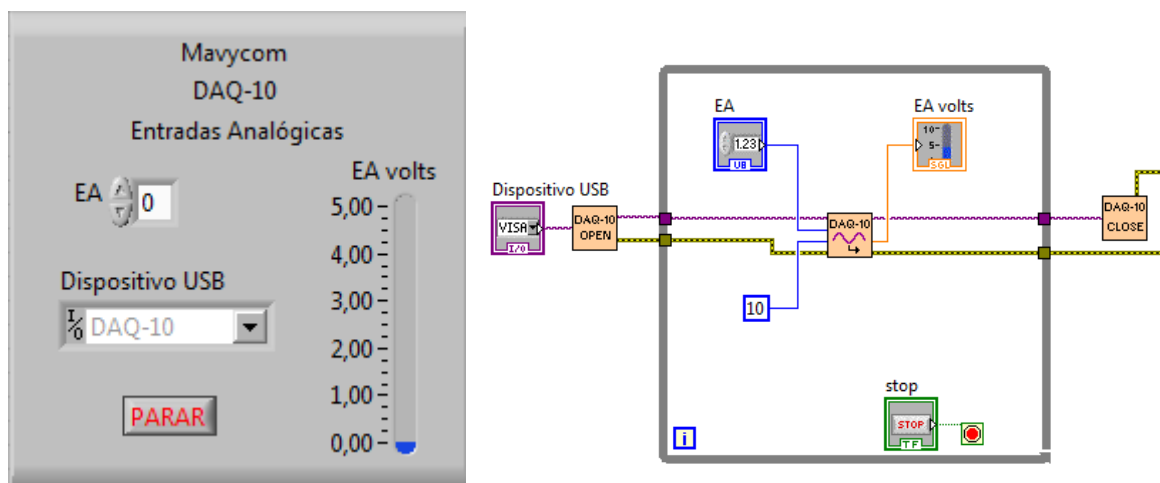 Mavycom
DAQ-10
Entradas Analógicas
EA 0
EA volts
5,00
4,00
3,00
2,00
1,00
0,00
Dispositivo USB
I/O DAQ-10
PARAR
EA
1.23
U8
EA volts
10
5
SGL
Dispositivo USB
VISA
I/O
DAQ-10
OPEN
DAQ-10
DAQ-10
CLOSE
10
stop
STOP
TF
i